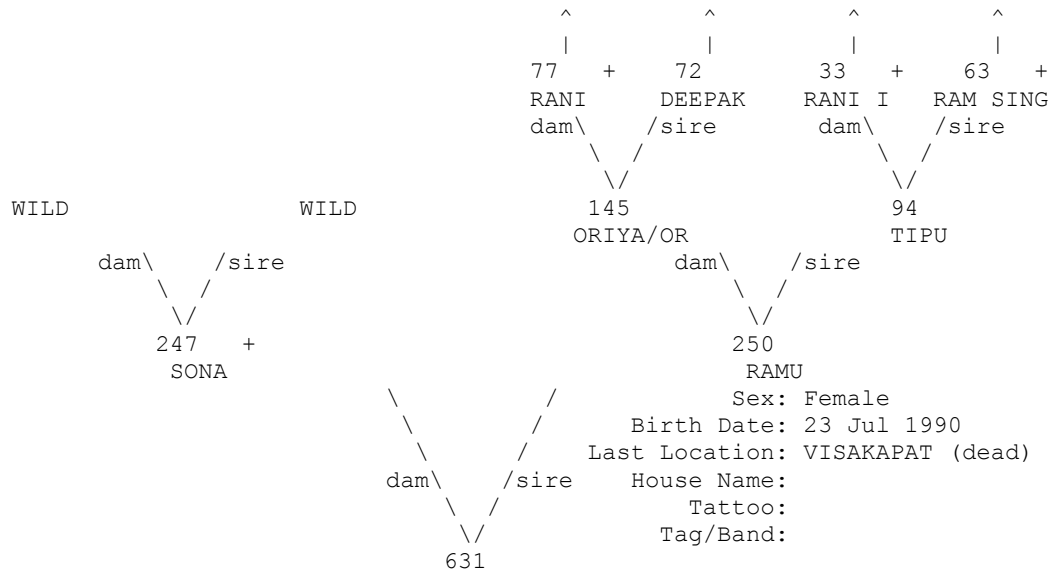 ^           ^           ^           ^
                                              |           |           |           |
                                           77    +     72          33    +     63    +
                                           RANI      DEEPAK      RANI I    RAM SING
                                           dam\      /sire        dam\     /sire
                                                \   /                 \   /
                                                 \/                    \/
WILD                    WILD                   145                     94
                                              ORIYA/OR                 TIPU
       dam\      /sire                                 dam\      /sire
            \   /                                           \   /
             \/                                              \/
            247    +                                        250
             SONA                                            RAMU
                               \            /              Sex: Female
                                \          /       Birth Date: 23 Jul 1990
                                 \        /     Last Location: VISAKAPAT (dead)
                               dam\      /sire     House Name:
                                    \   /              Tattoo:
                                     \/              Tag/Band:
                                    631